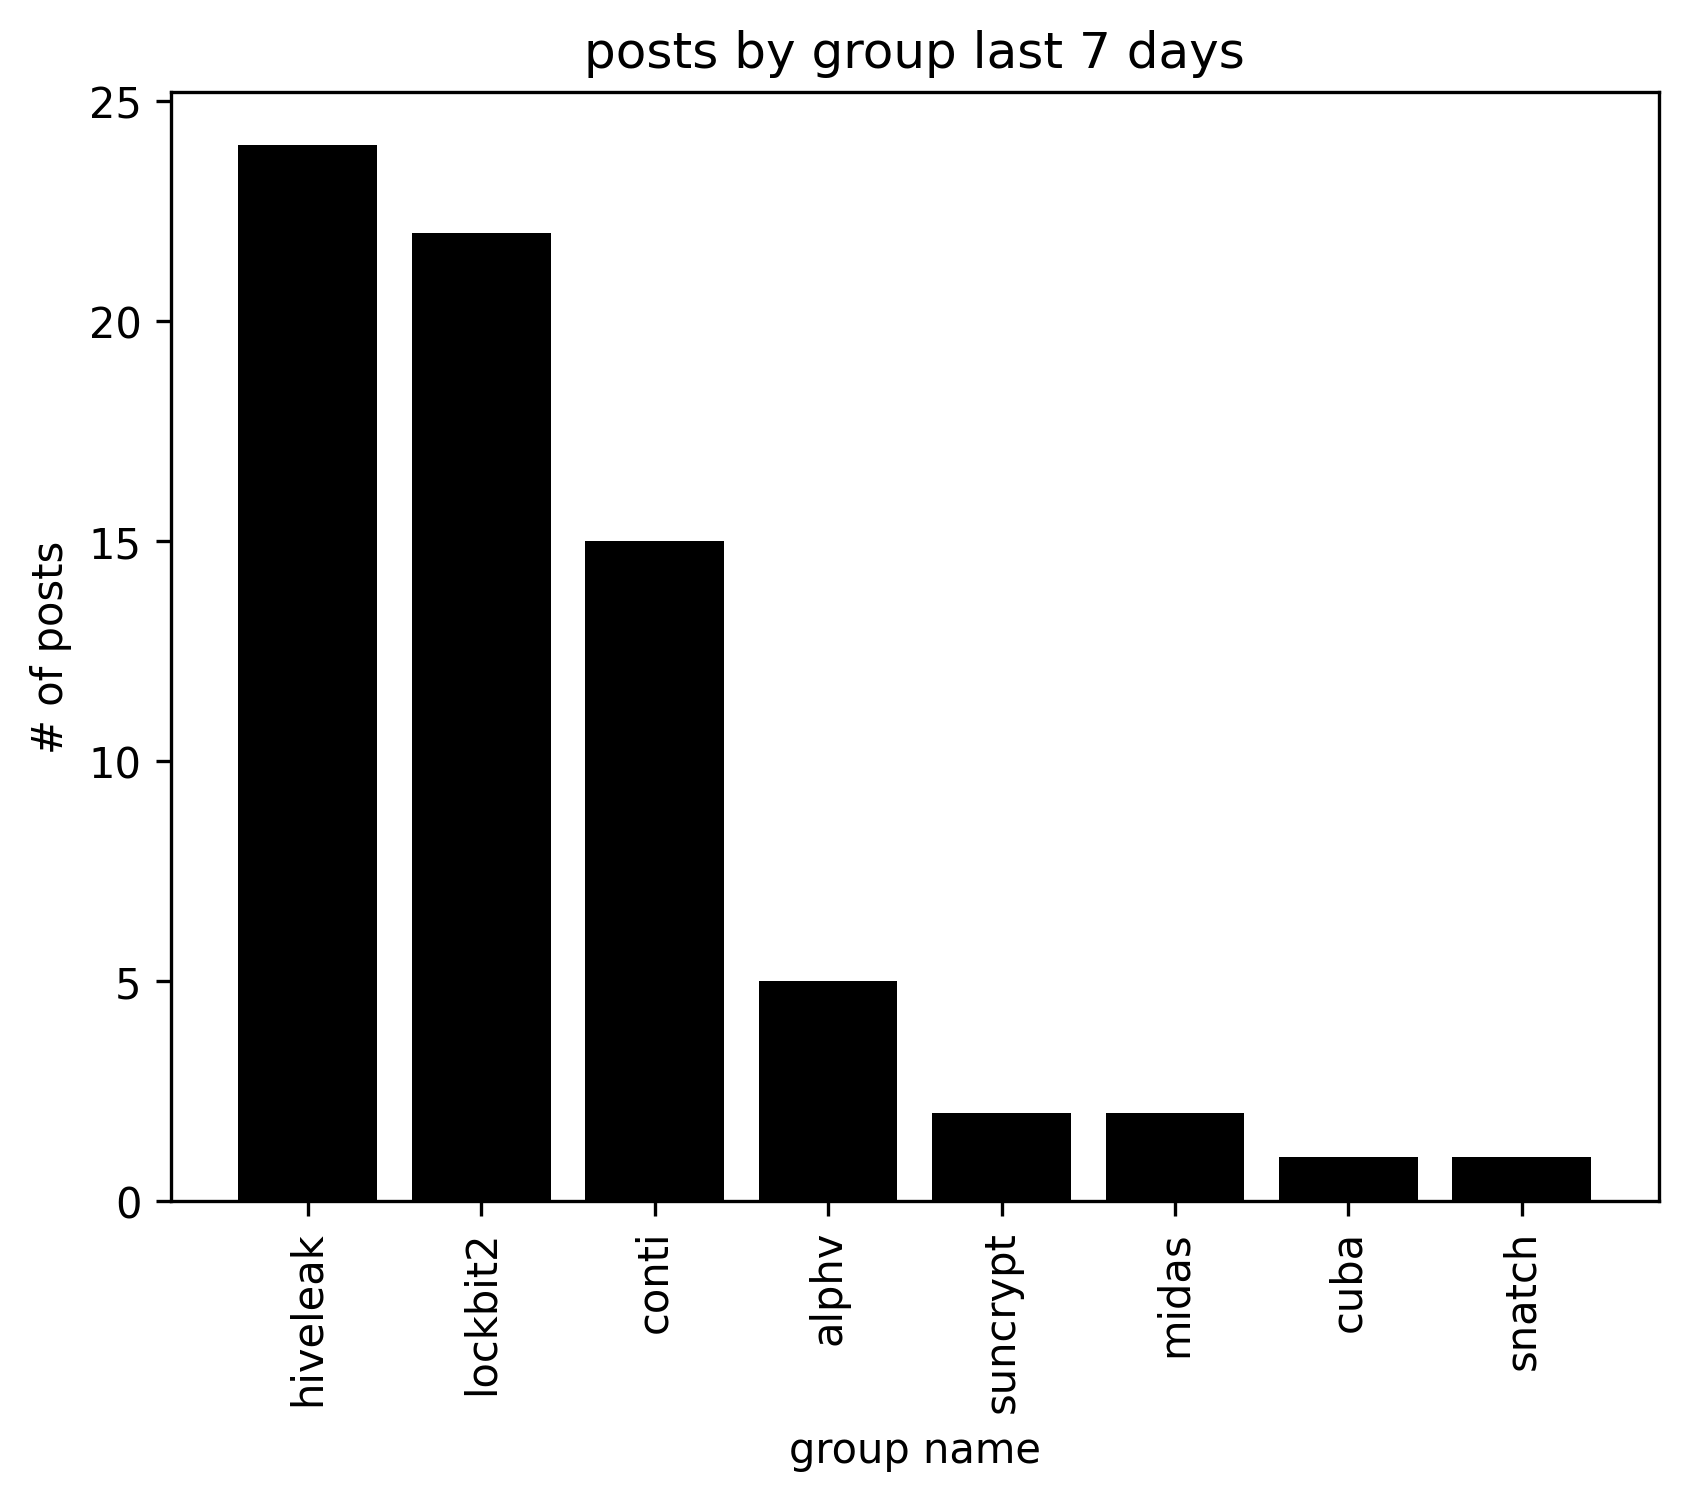 posts by group last 7 days
# of posts
25
20
15
10
5
0
hiveleak
lockbit2
conti
alphv
suncrypt
midas
cuba
snatch
group name